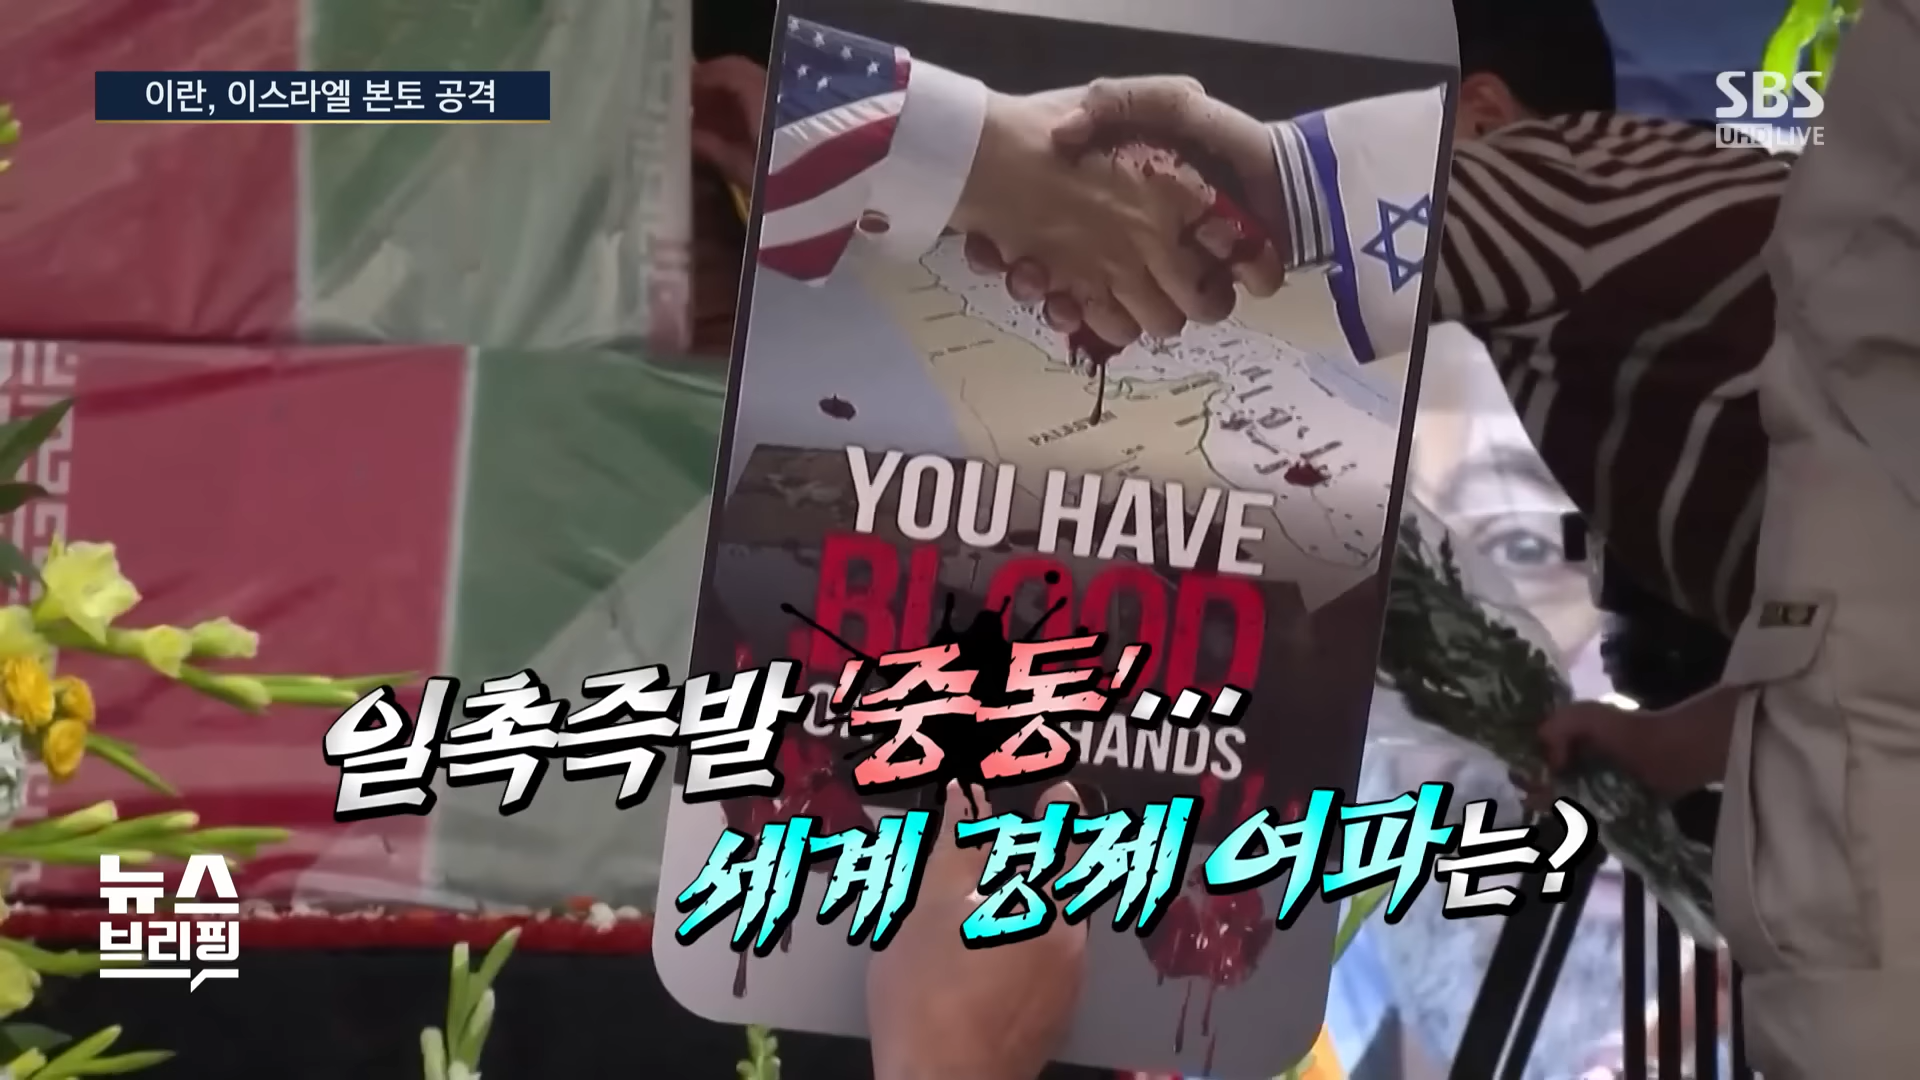 이란, 이스라엘 본토 공격
SBS
UHD LIVE
PALESTINE
YOU HAVE
BLOOD
HANDS
일촉즉발 '중동'...
세계 경제 여파는?
뉴스
브리핑